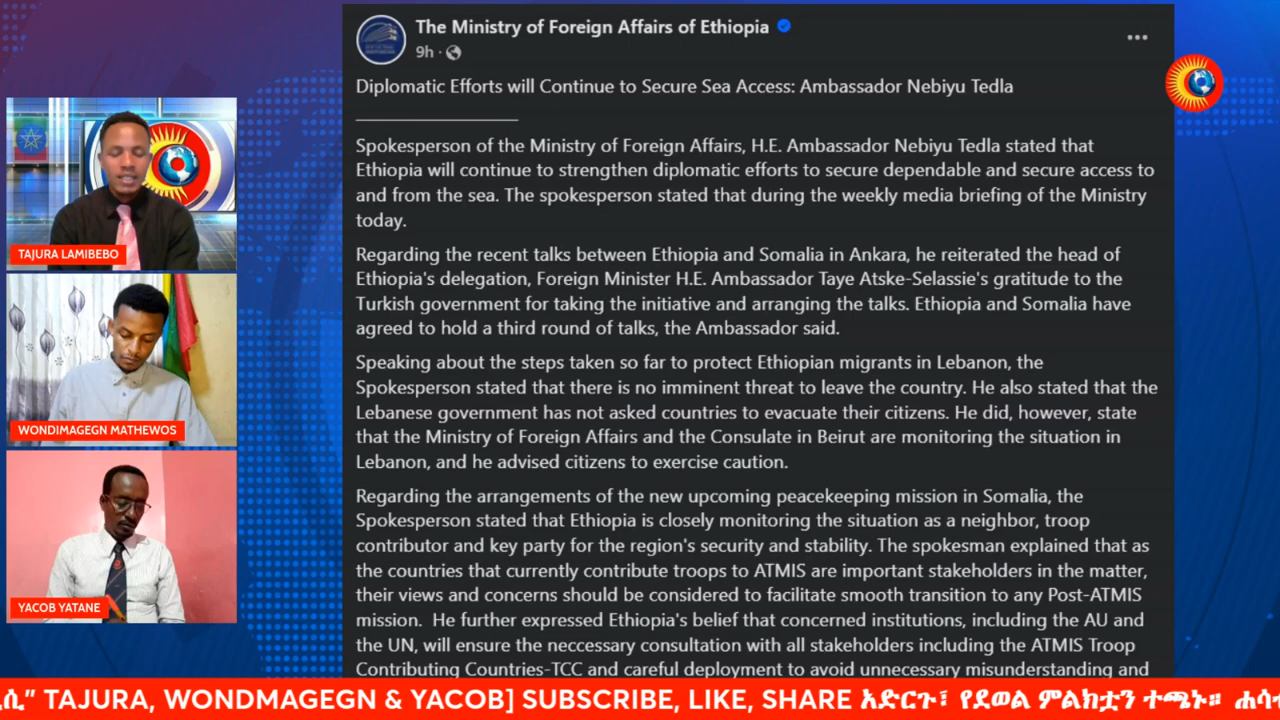 The Ministry of Foreign Affairs of Ethiopia
9h ·
Diplomatic Efforts will Continue to Secure Sea Access: Ambassador Nebiyu Tedla
Spokesperson of the Ministry of Foreign Affairs, H.E. Ambassador Nebiyu Tedla stated that
Ethiopia will continue to strengthen diplomatic efforts to secure dependable and secure access to
and from the sea. The spokesperson stated that during the weekly media briefing of the Ministry
today.
Regarding the recent talks between Ethiopia and Somalia in Ankara, he reiterated the head of
Ethiopia's delegation, Foreign Minister H.E. Ambassador Taye Atske-Selassie's gratitude to the
Turkish government for taking the initiative and arranging the talks. Ethiopia and Somalia have
agreed to hold a third round of talks, the Ambassador said.
Speaking about the steps taken so far to protect Ethiopian migrants in Lebanon, the
Spokesperson stated that there is no imminent threat to leave the country. He also stated that the
Lebanese government has not asked countries to evacuate their citizens. He did, however, state
that the Ministry of Foreign Affairs and the Consulate in Beirut are monitoring the situation in
Lebanon, and he advised citizens to exercise caution.
Regarding the arrangements of the new upcoming peacekeeping mission in Somalia, the
Spokesperson stated that Ethiopia is closely monitoring the situation as a neighbor, troop
contributor and key party for the region's security and stability. The spokesman explained that as
the countries that currently contribute troops to ATMIS are important stakeholders in the matter,
their views and concerns should be considered to facilitate smooth transition to any Post-ATMIS
mission. He further expressed Ethiopia's belief that concerned institutions, including the AU and
the UN, will ensure the neccessary consultation with all stakeholders including the ATMIS Troop
Contributing Countries-TCC and careful deployment to avoid unnecessary misunderstanding and
TAJURA LAMIBEBO
WONDIMAGEGN MATHEWOS
YACOB YATANE
ሲ” TAJURA, WONDMAGEGN & YACOB] SUBSCRIBE, LIKE, SHARE አድርጉ፣ የደወል ምልክቷን ተጫኑ። ሐሳ